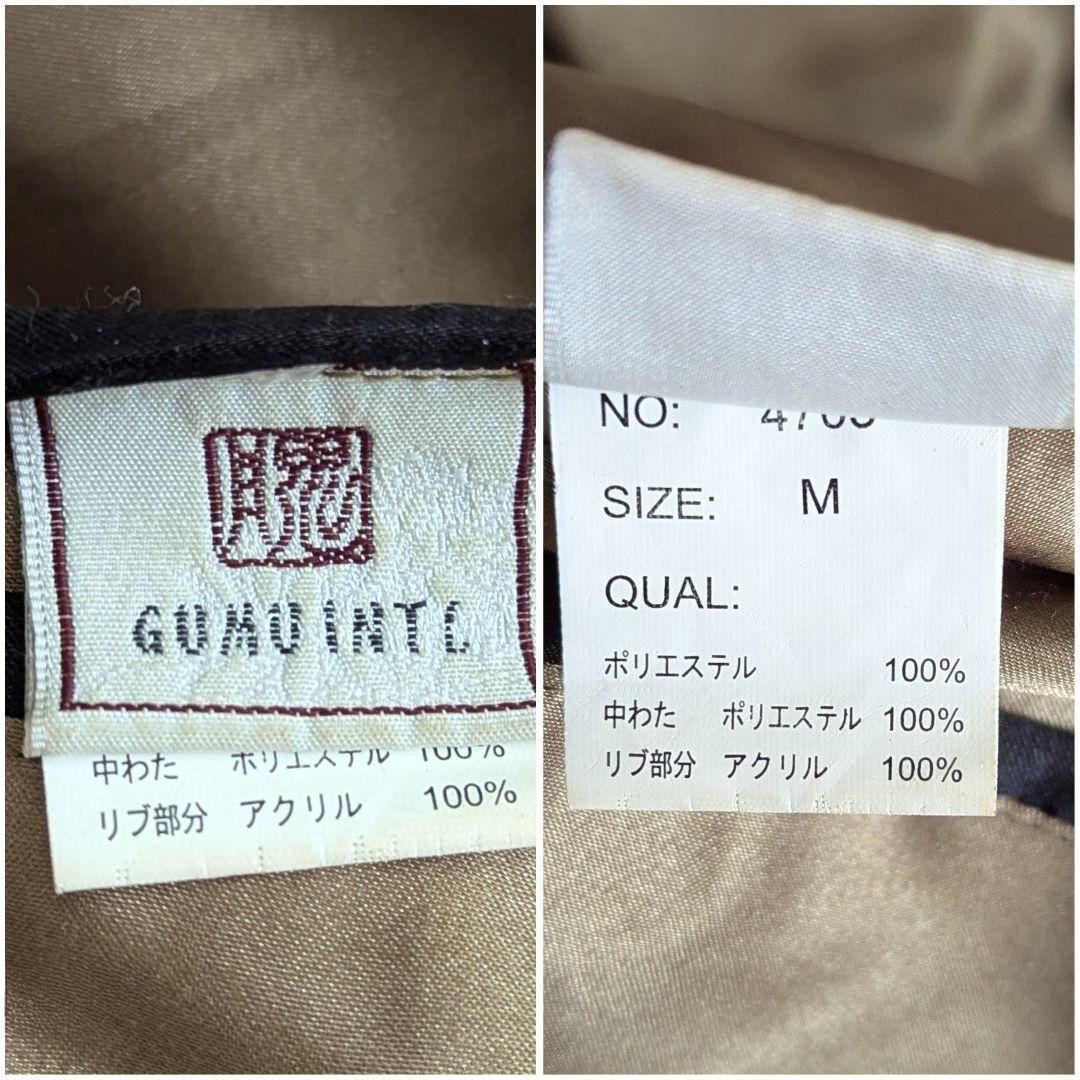 GUMUINTL
中わた ポリエステル 100%
リブ部分 アクリル 100%
NO:
SIZE: M
QUAL:
ポリエステル 100%
中わた ポリエステル 100%
リブ部分 アクリル 100%